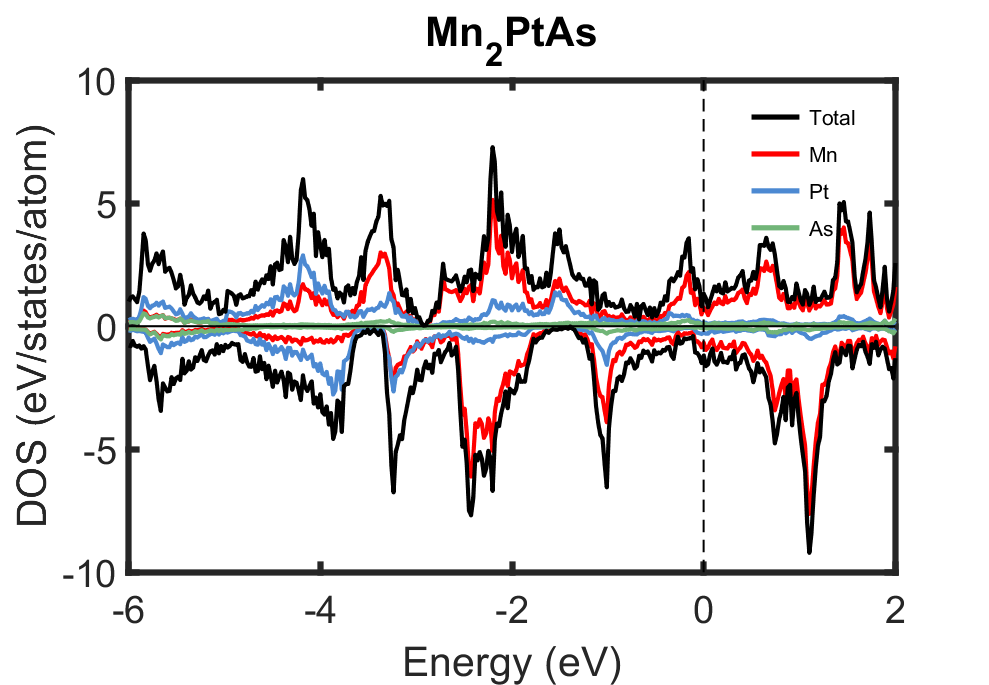 Mn₂PtAs
DOS (eV/states/atom)
10
5
0
-5
-10
Total
Mn
Pt
As
-6
-4
-2
0
2
Energy (eV)